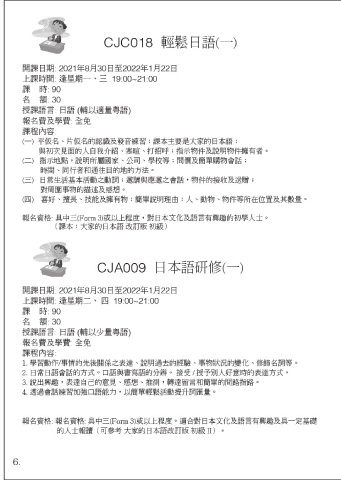 CJC018 輕鬆日語(一)
開課日期: 2021年8月30日至2022年1月22日
上課時間: 逢星期一、三 19:00~21:00
課 時: 90
名 額: 30
授課語言: 日語 (輔以適量粵語)
報名費及學費: 全免
課程內容:
(一) 平假名、片假名的認識及發音練習；課本主要是大家的日本語：
與初次見面的人自我介紹、寒暄、打招呼；指示物件及說明物件擁有者。
(二) 指示地點，說明所屬國家、公司、學校等；問價及簡單購物會話；
時間、同行者和過往目的地的方法。
(三) 日常生活基本活動之動詞；邀請與應邀之會話，物件的接收及送贈；
對周圍事物的描述及感想。
(四) 喜好、擅長、技能及擁有物；簡單說明理由；人、動物、物件等所在位置及其數量。
報名資格: 具中三(Form 3)或以上程度，對日本文化及語言有興趣的初學人士。
(課本：大家的日本語 改訂版 初級)
CJA009 日本語研修(一)
開課日期: 2021年8月30日至2022年1月22日
上課時間: 逢星期二、四 19:00~21:00
課 時: 90
名 額: 30
授課語言: 日語 (輔以少量粵語)
報名費及學費: 全免
課程內容:
1. 學習動作/事情的先後關係之表達、說明過去的經驗、事物狀況的變化、修飾名詞等。
2. 日常日語會話的方式。口語與書寫語的分辨。 接受 / 授予別人好意時的表達方式，
3. 說出興趣，表達自己的意見、感想、推測，轉達留言和簡單的問路指路。
4. 透過會話練習加強口語能力，以簡單輕鬆活動提升詞匯量。
報名資格: 報名資格: 具中三(Form 3)或以上程度。適合對日本文化及語言有興趣及具一定基礎
的人士報讀（可參考 大家的日本語改訂版 初級 II ）。
6.